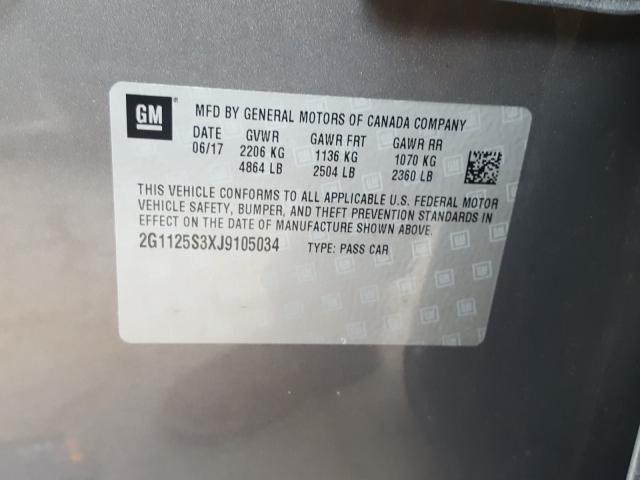 GM
MFD BY GENERAL MOTORS OF CANADA COMPANY
DATE GVWR GAWR FRT GAWR RR
06/17 2206 KG 1136 KG 1070 KG
4864 LB 2504 LB 2360 LB
THIS VEHICLE CONFORMS TO ALL APPLICABLE U.S. FEDERAL MOTOR
VEHICLE SAFETY, BUMPER, AND THEFT PREVENTION STANDARDS IN
EFFECT ON THE DATE OF MANUFACTURE SHOWN ABOVE.
2G1125S3XJ9105034 TYPE: PASS CAR